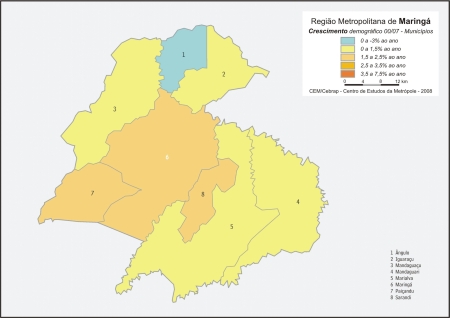 Região Metropolitana de Maringá
Crescimento demográfico 00/07 - Municípios
0 a -3% ao ano
0 a 1,5% ao ano
1,5 a 2,5% ao ano
2,5 a 3,5% ao ano
3,5 a 7,5% ao ano
0 4 8 12 km
CEM/Cebrap - Centro de Estudos da Metrópole - 2008
1
2
3
6
7
8
4
5
1 Ângulo
2 Iguaraçu
3 Mandaguaçu
4 Mandaguari
5 Marialva
6 Maringá
7 Paiçandu
8 Sarandi